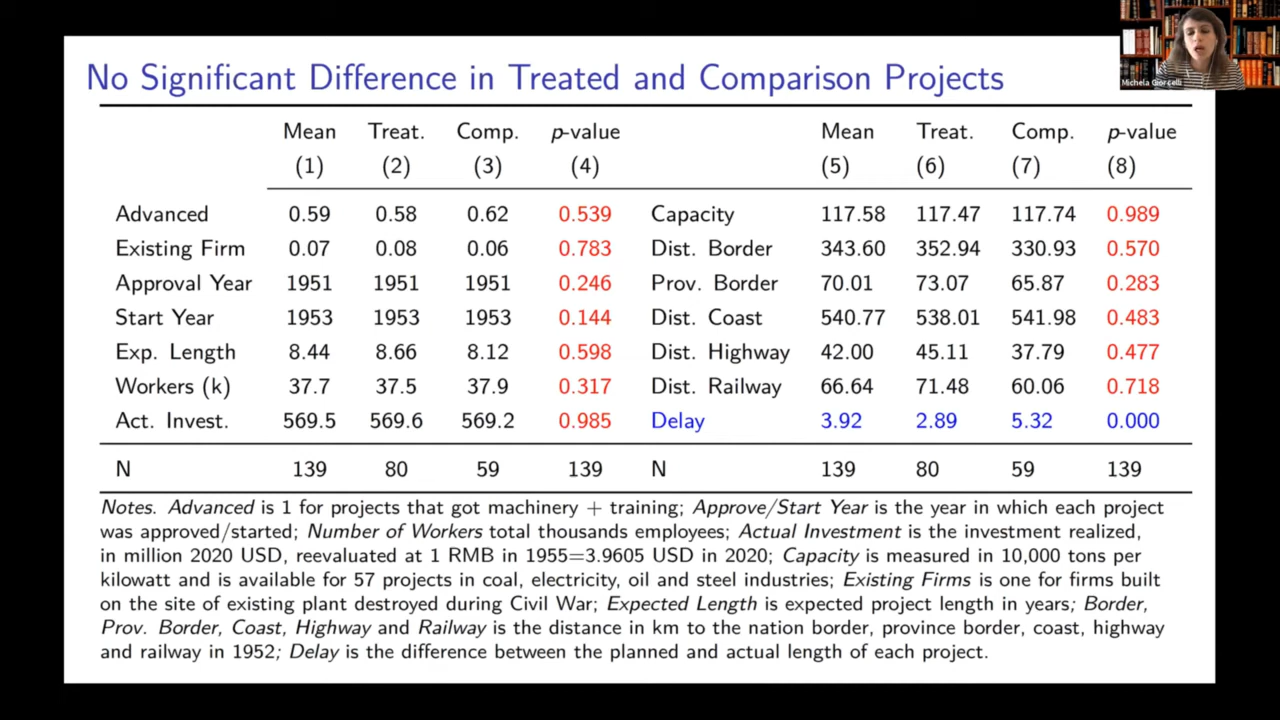 No Significant Difference in Treated and Comparison Projects
Mean Treat. Comp. p-value Mean Treat. Comp. p-value
(1) (2) (3) (4) (5) (6) (7) (8)
Advanced 0.59 0.58 0.62 0.539 Capacity 117.58 117.47 117.74 0.989
Existing Firm 0.07 0.08 0.06 0.783 Dist. Border 343.60 352.94 330.93 0.570
Approval Year 1951 1951 1951 0.246 Prov. Border 70.01 73.07 65.87 0.283
Start Year 1953 1953 1953 0.144 Dist. Coast 540.77 538.01 541.98 0.483
Exp. Length 8.44 8.66 8.12 0.598 Dist. Highway 42.00 45.11 37.79 0.477
Workers (k) 37.7 37.5 37.9 0.317 Dist. Railway 66.64 71.48 60.06 0.718
Act. Invest. 569.5 569.6 569.2 0.985 Delay 3.92 2.89 5.32 0.000
N 139 80 59 139 N 139 80 59 139
Notes. Advanced is 1 for projects that got machinery + training; Approve/Start Year is the year in which each project
was approved/started; Number of Workers total thousands employees; Actual Investment is the investment realized,
in million 2020 USD, reevaluated at 1 RMB in 1955=3.9605 USD in 2020; Capacity is measured in 10,000 tons per
kilowatt and is available for 57 projects in coal, electricity, oil and steel industries; Existing Firms is one for firms built
on the site of existing plant destroyed during Civil War; Expected Length is expected project length in years; Border,
Prov. Border, Coast, Highway and Railway is the distance in km to the nation border, province border, coast, highway
and railway in 1952; Delay is the difference between the planned and actual length of each project.
Michela Giorcelli